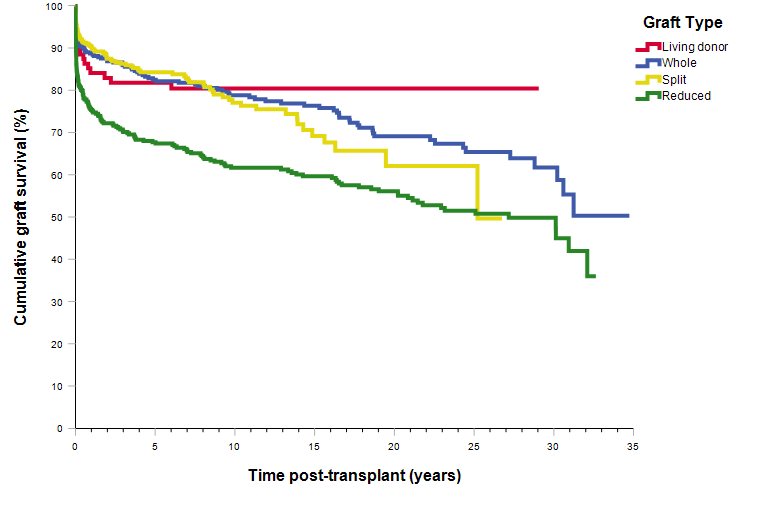 Graft Type
Living donor
Whole
Split
Reduced
Cumulative graft survival (%)
100
90
80
70
60
50
40
30
20
10
0
0 5 10 15 20 25 30 35
Time post-transplant (years)